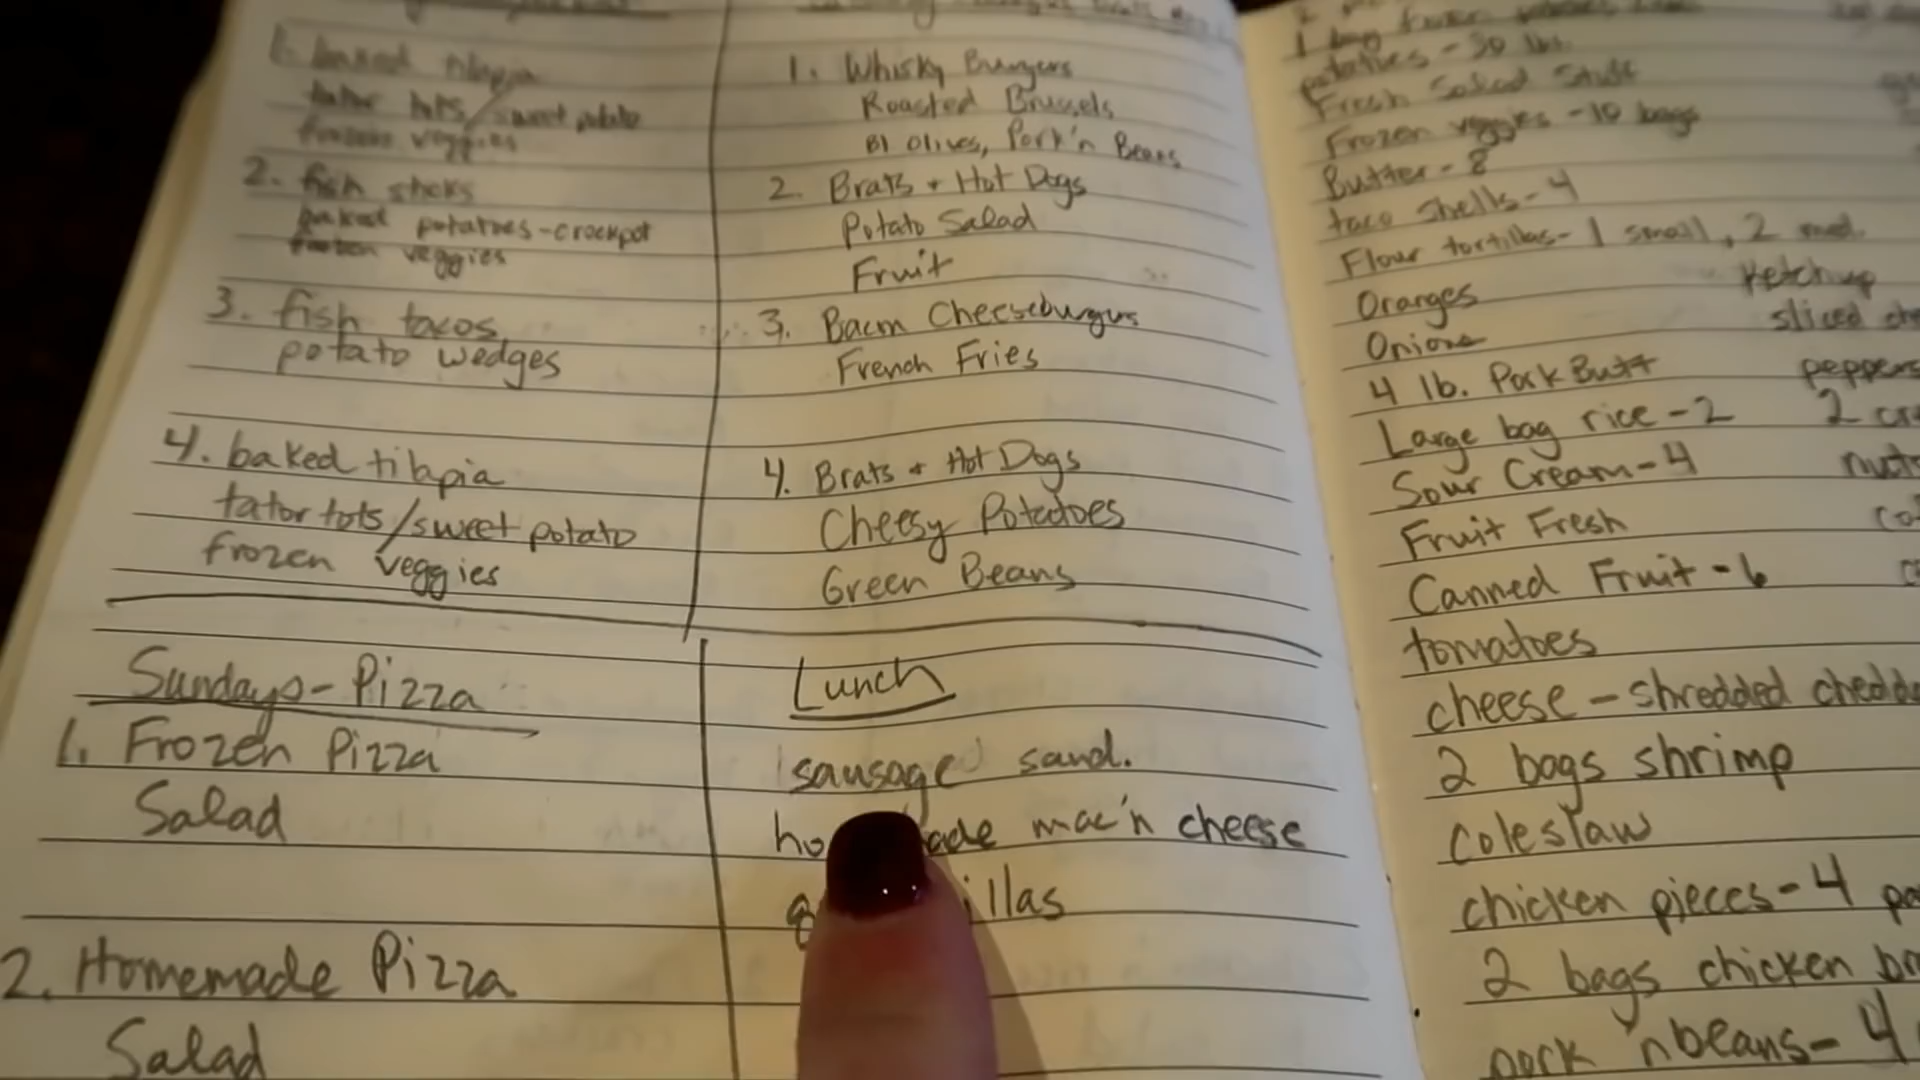 1. baked tilapia
tator tots/sweet potato
frozen veggies
2. fish sticks
baked potatoes-crockpot
frozen veggies
3. fish tacos
potato wedges
4. baked tilapia
tator tots/sweet potato
frozen veggies
1. Whisky Burgers
Roasted Brussels
Bl Olives, Pork'n Beans
2. Brats + Hot Dogs
Potato Salad
Fruit
3. Bacon Cheeseburgers
French Fries
4. Brats + Hot Dogs
Cheesy Potatoes
Green Beans
Sundays-Pizza
1. Frozen Pizza
Salad
2. Homemade Pizza
Salad
Lunch
sausage sand.
mac'n cheese
1 bag frozen
potatoes - 30 lbs.
Fresh Salad Stuff
Frozen veggies - 10 bags
Butter - 8
taco shells - 4
Flour tortillas - 1 small, 2 med.
Oranges
Onions
4 lb. Pork Butt
Large bag rice - 2
Sour Cream - 4
Fruit Fresh
Canned Fruit - 6
tomatoes
cheese - shredded
2 bags shrimp
coleslaw
chicken pieces - 4
2 bags chicken
pork 'n beans - 4
ketchup
sliced
peppers
2